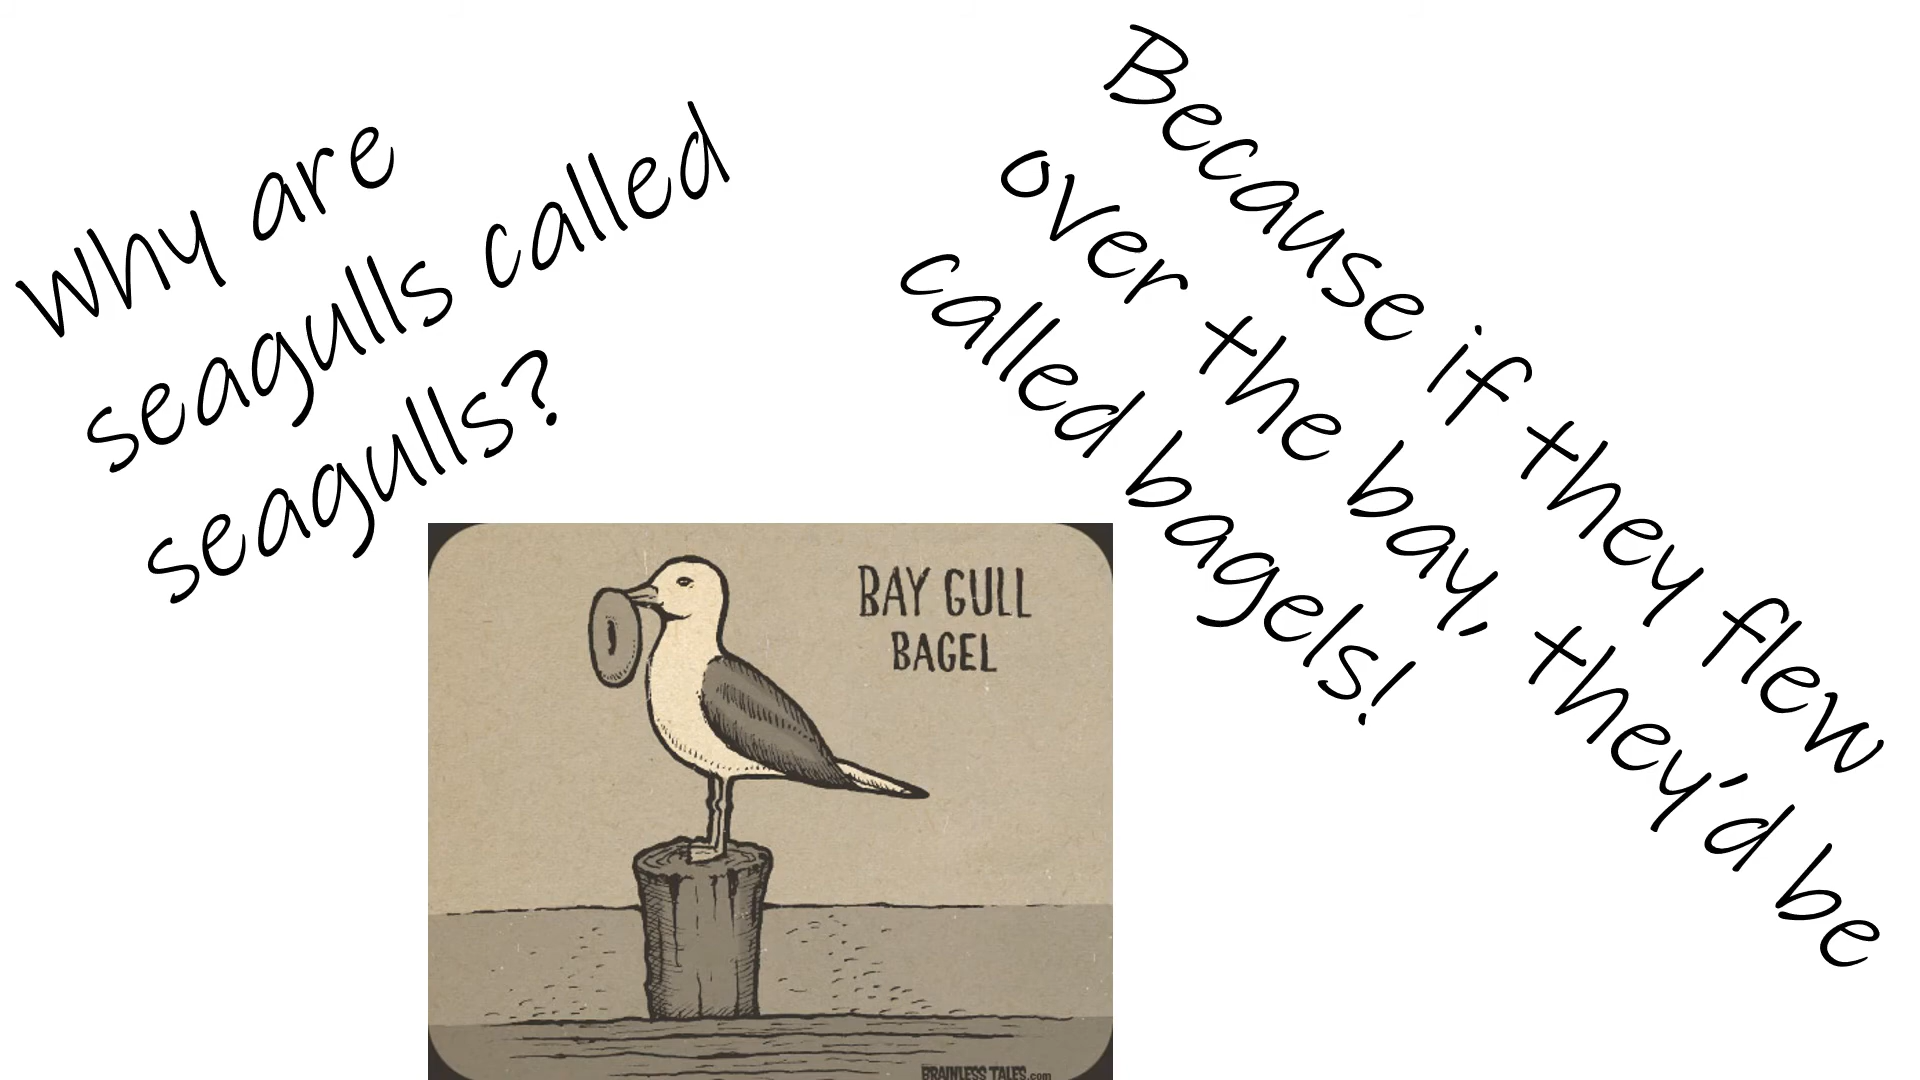 Why are
seagulls called
seagulls?
Because if they flew
over the bay, they'd be
called bagels!
BAY GULL
BAGEL
BRAINLESS TALES.com